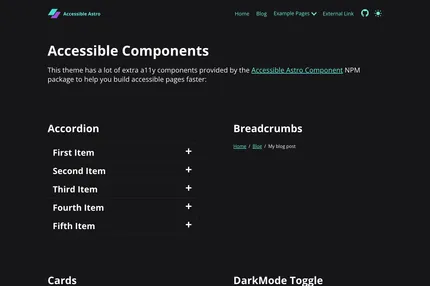 Accessible Astro
Home Blog Example Pages External Link
Accessible Components
This theme has a lot of extra a11y components provided by the Accessible Astro Component NPM
package to help you build accessible pages faster:
Accordion
First Item +
Second Item +
Third Item +
Fourth Item +
Fifth Item +
Breadcrumbs
Home / Blog / My blog post
Cards
DarkMode Toggle